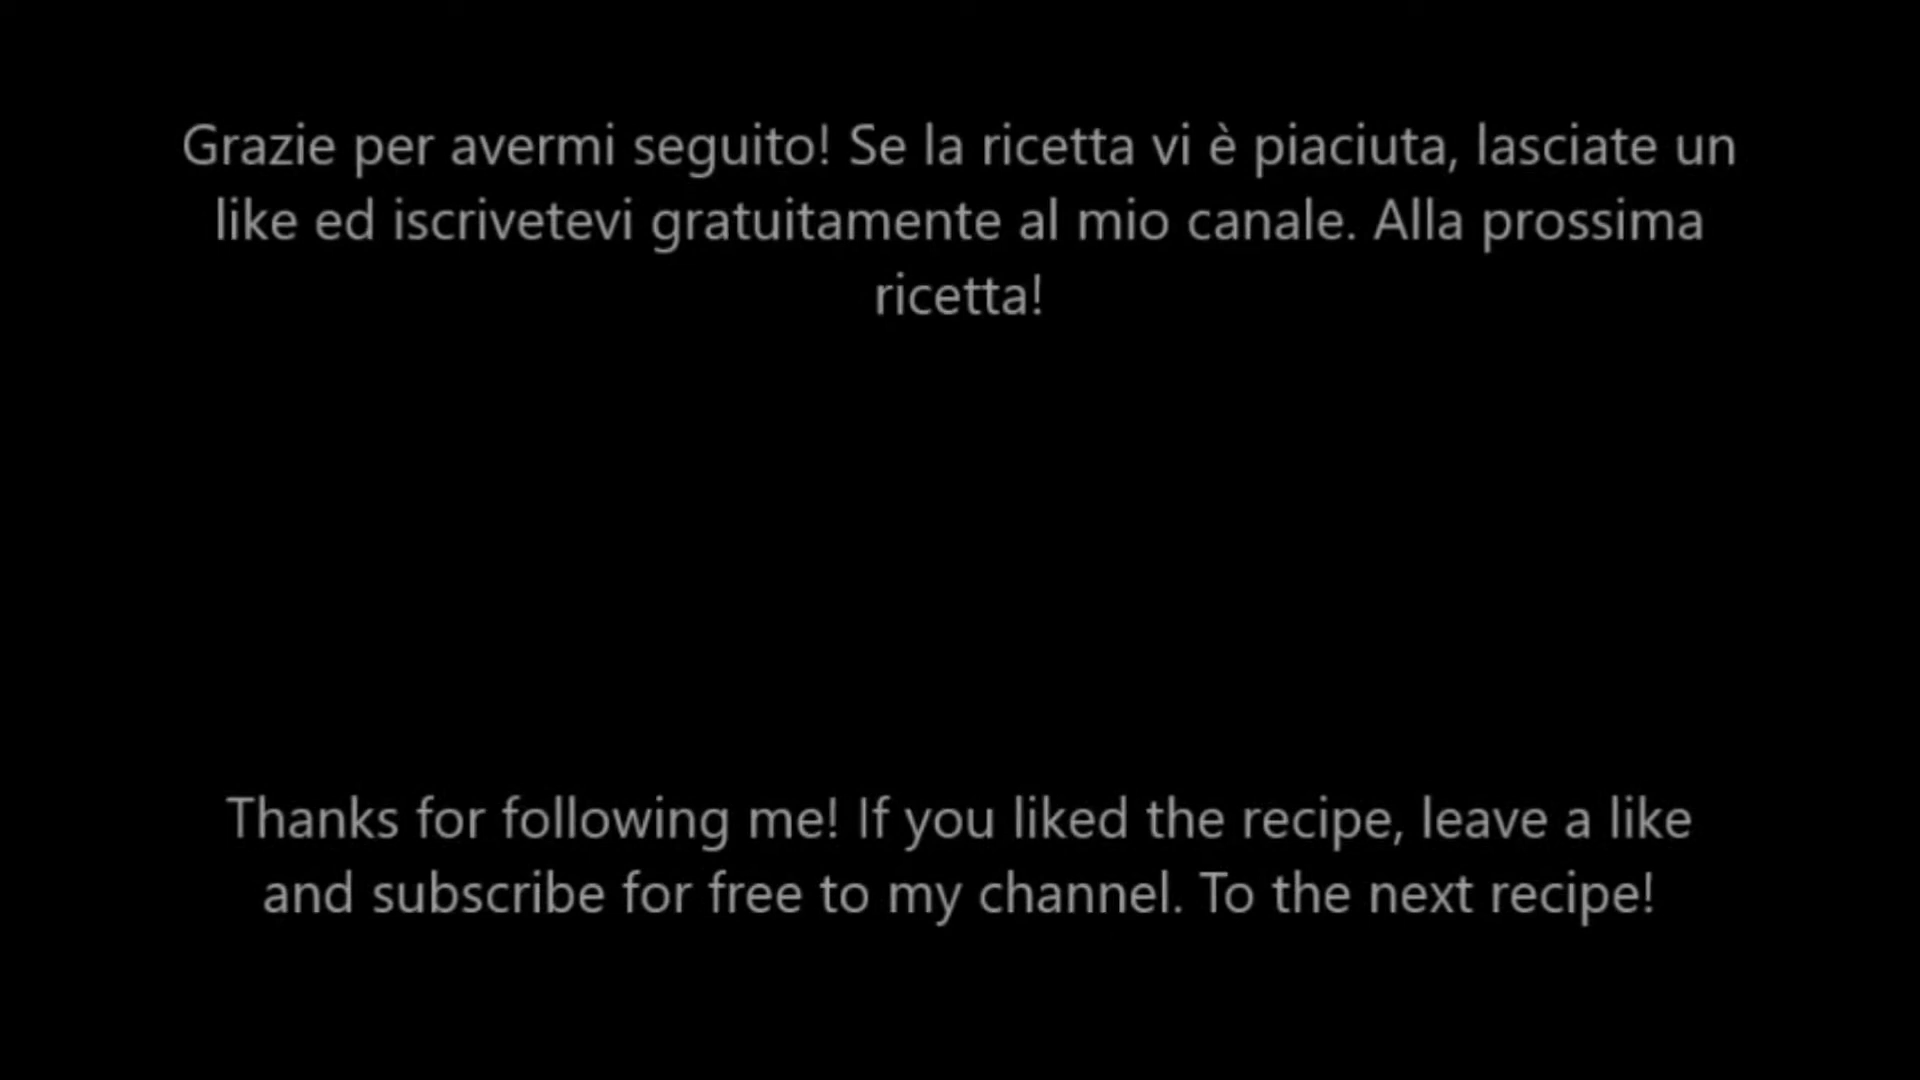 Grazie per avermi seguito! Se la ricetta vi è piaciuta, lasciate un
like ed iscrivetevi gratuitamente al mio canale. Alla prossima
ricetta!
Thanks for following me! If you liked the recipe, leave a like
and subscribe for free to my channel. To the next recipe!